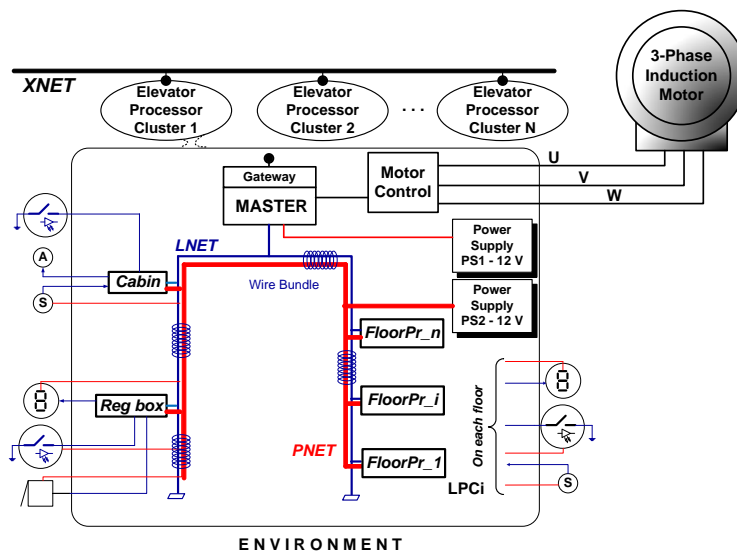 3-Phase
Induction
Motor
XNET
Elevator
Processor
Cluster 1
Elevator
Processor
Cluster 2
. . .
Elevator
Processor
Cluster N
U
V
W
Gateway
MASTER
Motor
Control
Power
Supply
PS1 - 12 V
LNET
A
Cabin
S
Wire Bundle
Power
Supply
PS2 - 12 V
FloorPr_n
Reg box
FloorPr_i
On each floor
PNET
FloorPr_1
LPCi
S
ENVIRONMENT